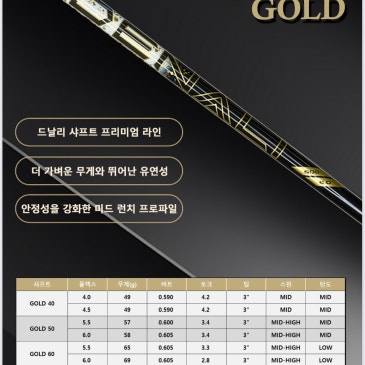 GOLD
드날리 샤프트 프리미엄 라인
더 가벼운 무게와 뛰어난 유연성
안정성을 강화한 미드 런치 프로파일
샤프트 플렉스 무게(g) 버트 토크 팁 스핀 탄도
GOLD 40 4.0 49 0.590 4.2 3" MID MID
4.5 49 0.590 4.2 3" MID MID
GOLD 50 5.5 57 0.600 3.4 3" MID-HIGH MID
6.0 58 0.605 3.4 3" MID-HIGH MID
GOLD 60 5.5 65 0.605 3.3 3" MID-HIGH LOW
6.0 69 0.605 2.8 3" MID-HIGH LOW